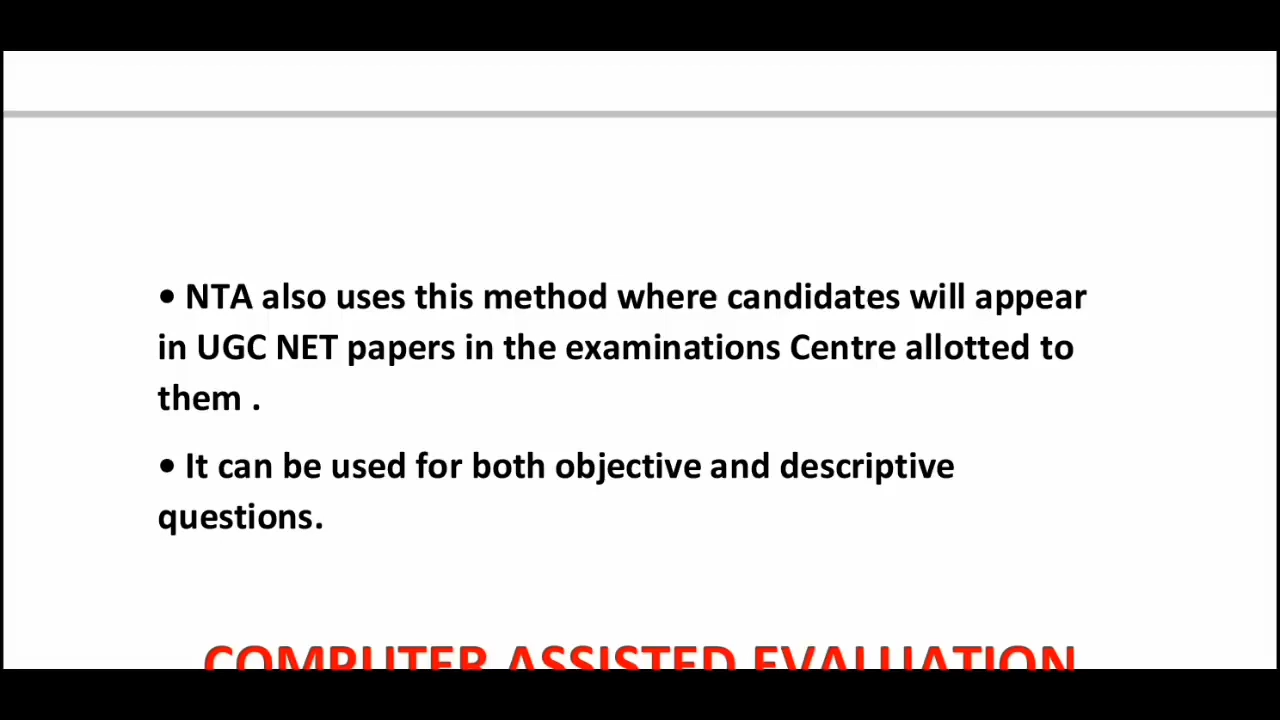 • NTA also uses this method where candidates will appear
in UGC NET papers in the examinations Centre allotted to
them .
• It can be used for both objective and descriptive
questions.
COMPUTER ASSISTED EVALUATION